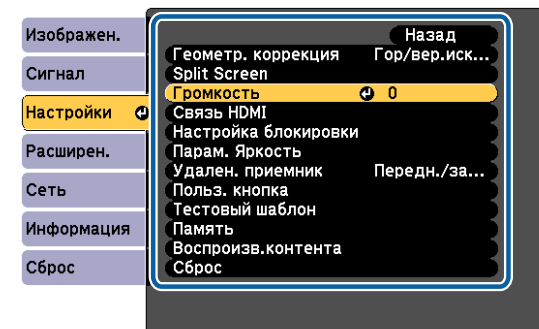 Изображен.
Сигнал
Настройки
Расширен.
Сеть
Информация
Сброс
Назад
Геометр. коррекция Гор/вер.иск...
Split Screen
Громкость 0
Связь HDMI
Настройка блокировки
Парам. Яркость
Удален. приемник Передн./за...
Польз. кнопка
Тестовый шаблон
Память
Воспроизв.контента
Сброс